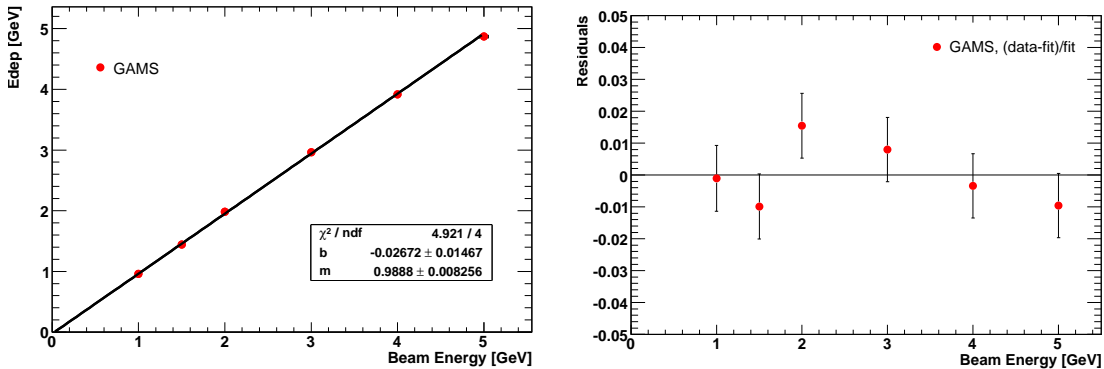 Edep [GeV]
5
4
3
2
1
0
GAMS
χ² / ndf 4.921 / 4
b -0.02672 ± 0.01467
m 0.9888 ± 0.008256
0 1 2 3 4 5
Beam Energy [GeV]
Residuals
0.05
0.04
0.03
0.02
0.01
0
-0.01
-0.02
-0.03
-0.04
-0.05
GAMS, (data-fit)/fit
0 1 2 3 4 5
Beam Energy [GeV]